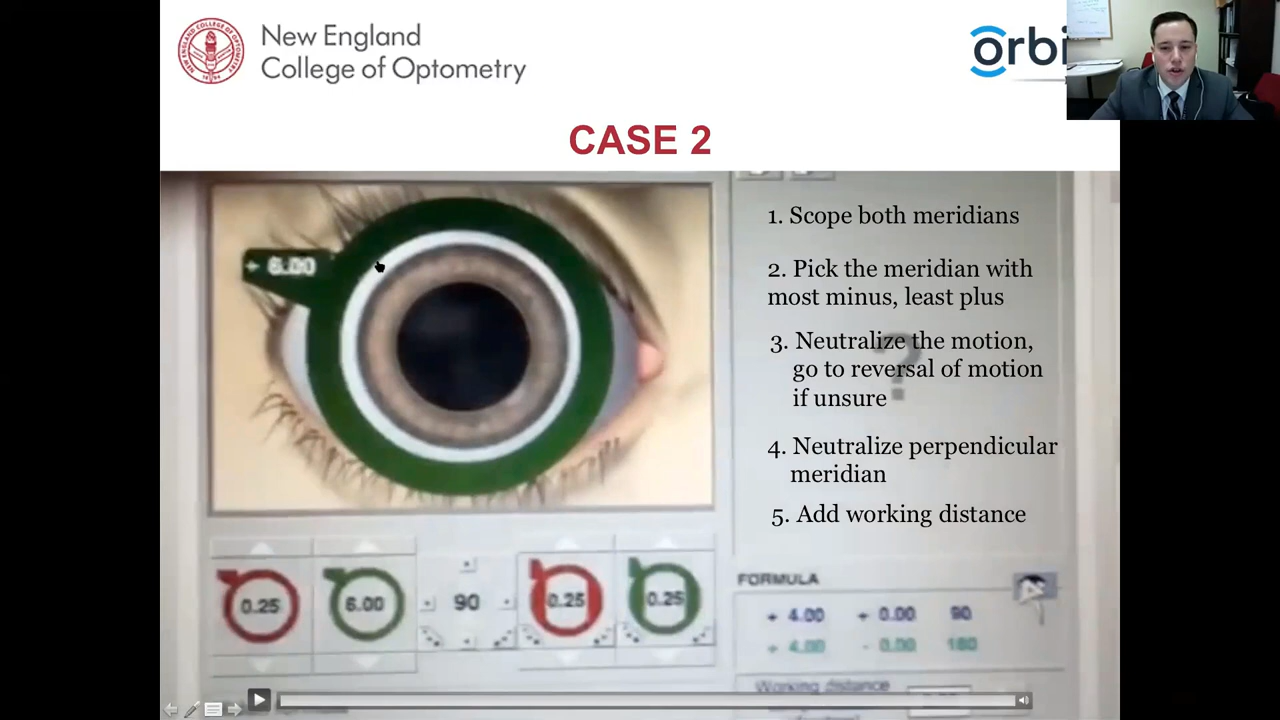 New England
College of Optometry
orbi
CASE 2
+ 6.00
1. Scope both meridians
2. Pick the meridian with
most minus, least plus
3. Neutralize the motion,
go to reversal of motion
if unsure
4. Neutralize perpendicular
meridian
5. Add working distance
?
0.25
6.00
90
0.25
0.25
FORMULA
+ 4.00 + 0.00 90
+ 4.00 - 0.00 180
Working distance